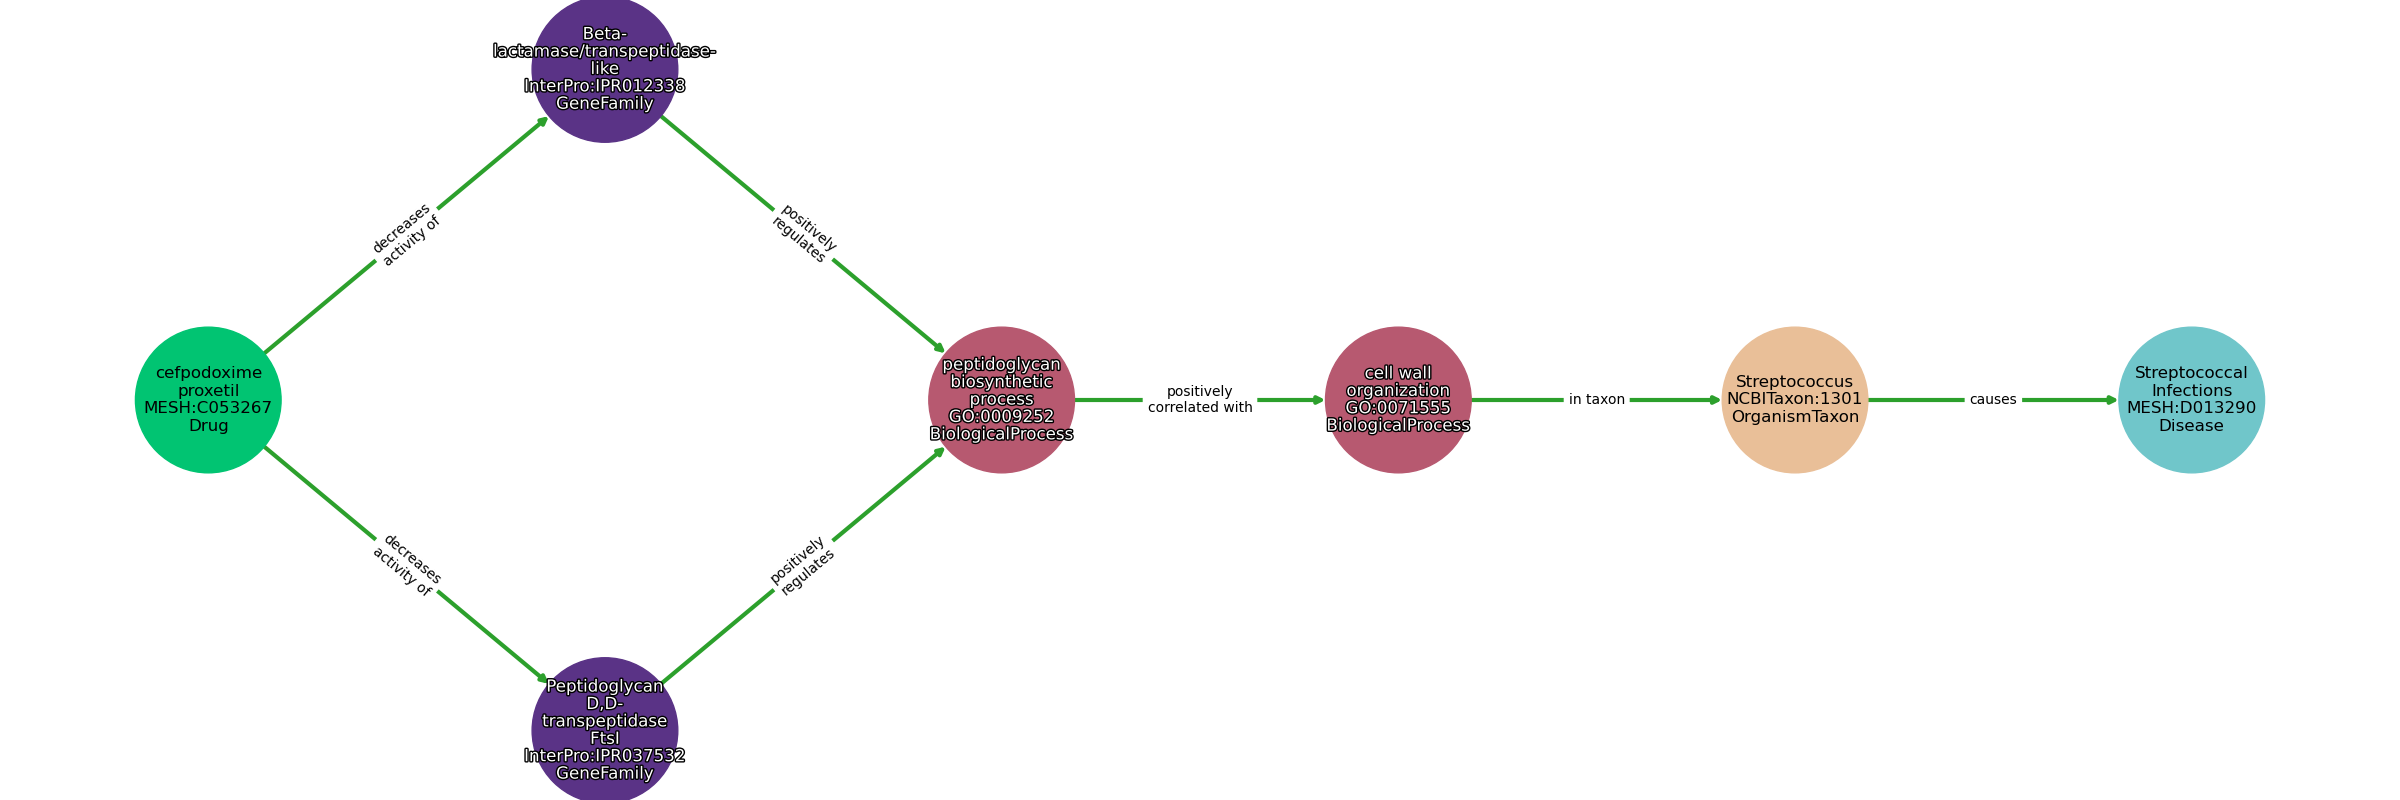 Beta-
lactamase/transpeptidase-
like
InterPro:IPR012338
GeneFamily
decreases
activity of
positively
regulates
cefpodoxime
proxetil
MESH:C053267
Drug
peptidoglycan
biosynthetic
process
GO:0009252
BiologicalProcess
positively
correlated with
cell wall
organization
GO:0071555
BiologicalProcess
in taxon
Streptococcus
NCBITaxon:1301
OrganismTaxon
causes
Streptococcal
Infections
MESH:D013290
Disease
decreases
activity of
positively
regulates
Peptidoglycan
D,D-
transpeptidase
FtsI
InterPro:IPR037532
GeneFamily